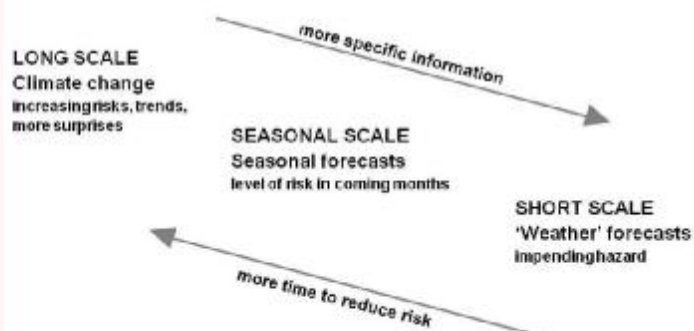 more specific information
LONG SCALE
Climate change
increasingrisks, trends,
more surprises
SEASONAL SCALE
Seasonal forecasts
level of risk in coming months
SHORT SCALE
'Weather' forecasts
impendinghazard
more time to reduce risk